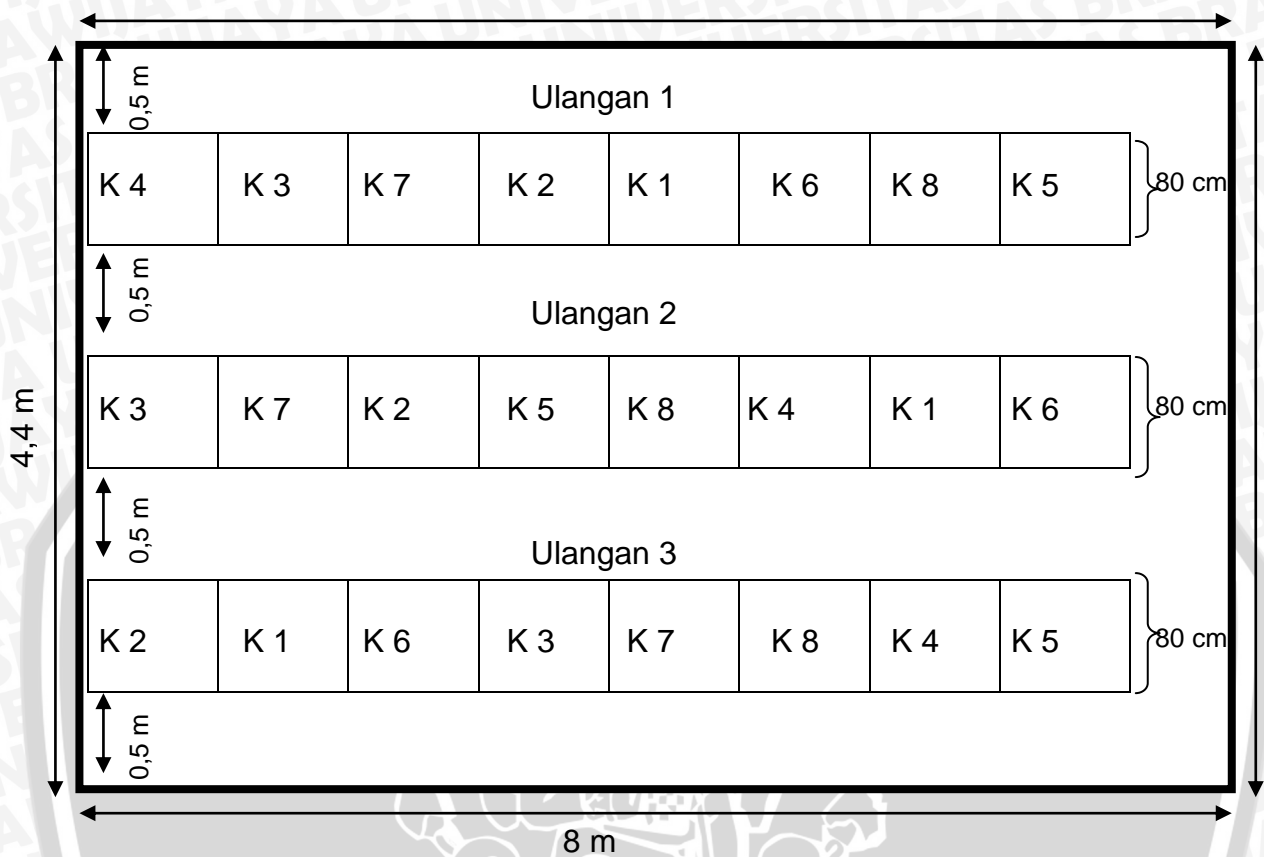 0,5 m
Ulangan 1
K 4 K 3 K 7 K 2 K 1 K 6 K 8 K 5
80 cm
0,5 m
Ulangan 2
K 3 K 7 K 2 K 5 K 8 K 4 K 1 K 6
80 cm
4,4 m
0,5 m
Ulangan 3
K 2 K 1 K 6 K 3 K 7 K 8 K 4 K 5
80 cm
0,5 m
8 m